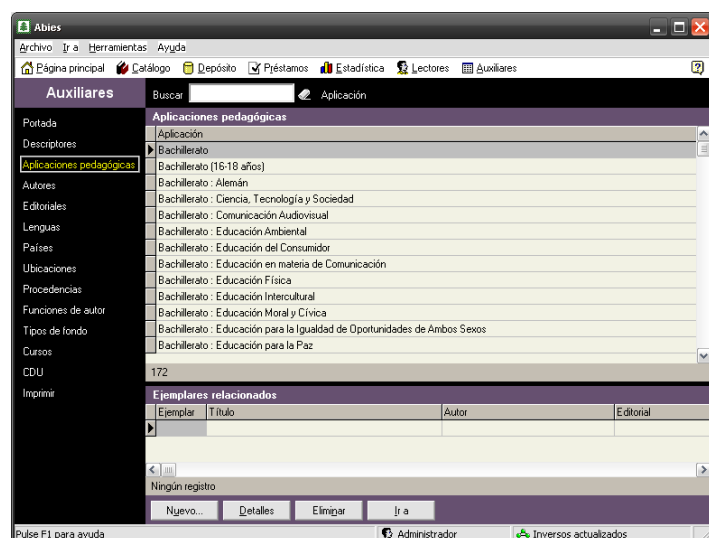 Abies
Archivo Ir a Herramientas Ayuda
Página principal Catálogo Depósito Préstamos Estadística Lectores Auxiliares
Auxiliares
Buscar Aplicación
Portada
Descriptores
Aplicaciones pedagógicas
Autores
Editoriales
Lenguas
Países
Ubicaciones
Procedencias
Funciones de autor
Tipos de fondo
Cursos
CDU
Imprimir
Aplicaciones pedagógicas
Aplicación
Bachillerato
Bachillerato (16-18 años)
Bachillerato : Alemán
Bachillerato : Ciencia, Tecnología y Sociedad
Bachillerato : Comunicación Audiovisual
Bachillerato : Educación Ambiental
Bachillerato : Educación del Consumidor
Bachillerato : Educación en materia de Comunicación
Bachillerato : Educación Física
Bachillerato : Educación Intercultural
Bachillerato : Educación Moral y Cívica
Bachillerato : Educación para la Igualdad de Oportunidades de Ambos Sexos
Bachillerato : Educación para la Paz
172
Ejemplares relacionados
Ejemplar Título Autor Editorial
Ningún registro
Nuevo... Detalles Eliminar Ir a
Pulse F1 para ayuda Administrador Inversos actualizados